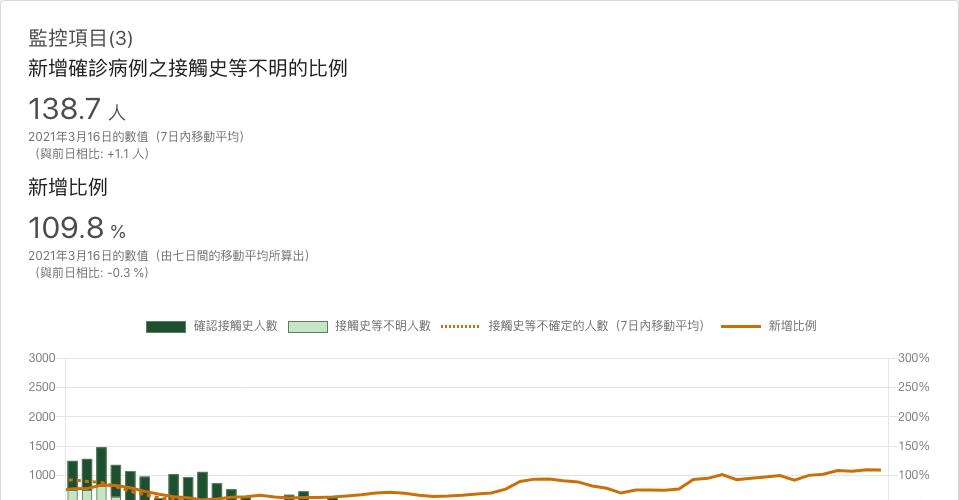 監控項目(3)
新增確診病例之接觸史等不明的比例
138.7 人
2021年3月16日的數值（7日內移動平均）
（與前日相比: +1.1 人）
新增比例
109.8 %
2021年3月16日的數值（由七日間的移動平均所算出）
（與前日相比: -0.3 %）
確認接觸史人數 接觸史等不明人數 接觸史等不確定的人數（7日內移動平均） 新增比例
3000 300%
2500 250%
2000 200%
1500 150%
1000 100%